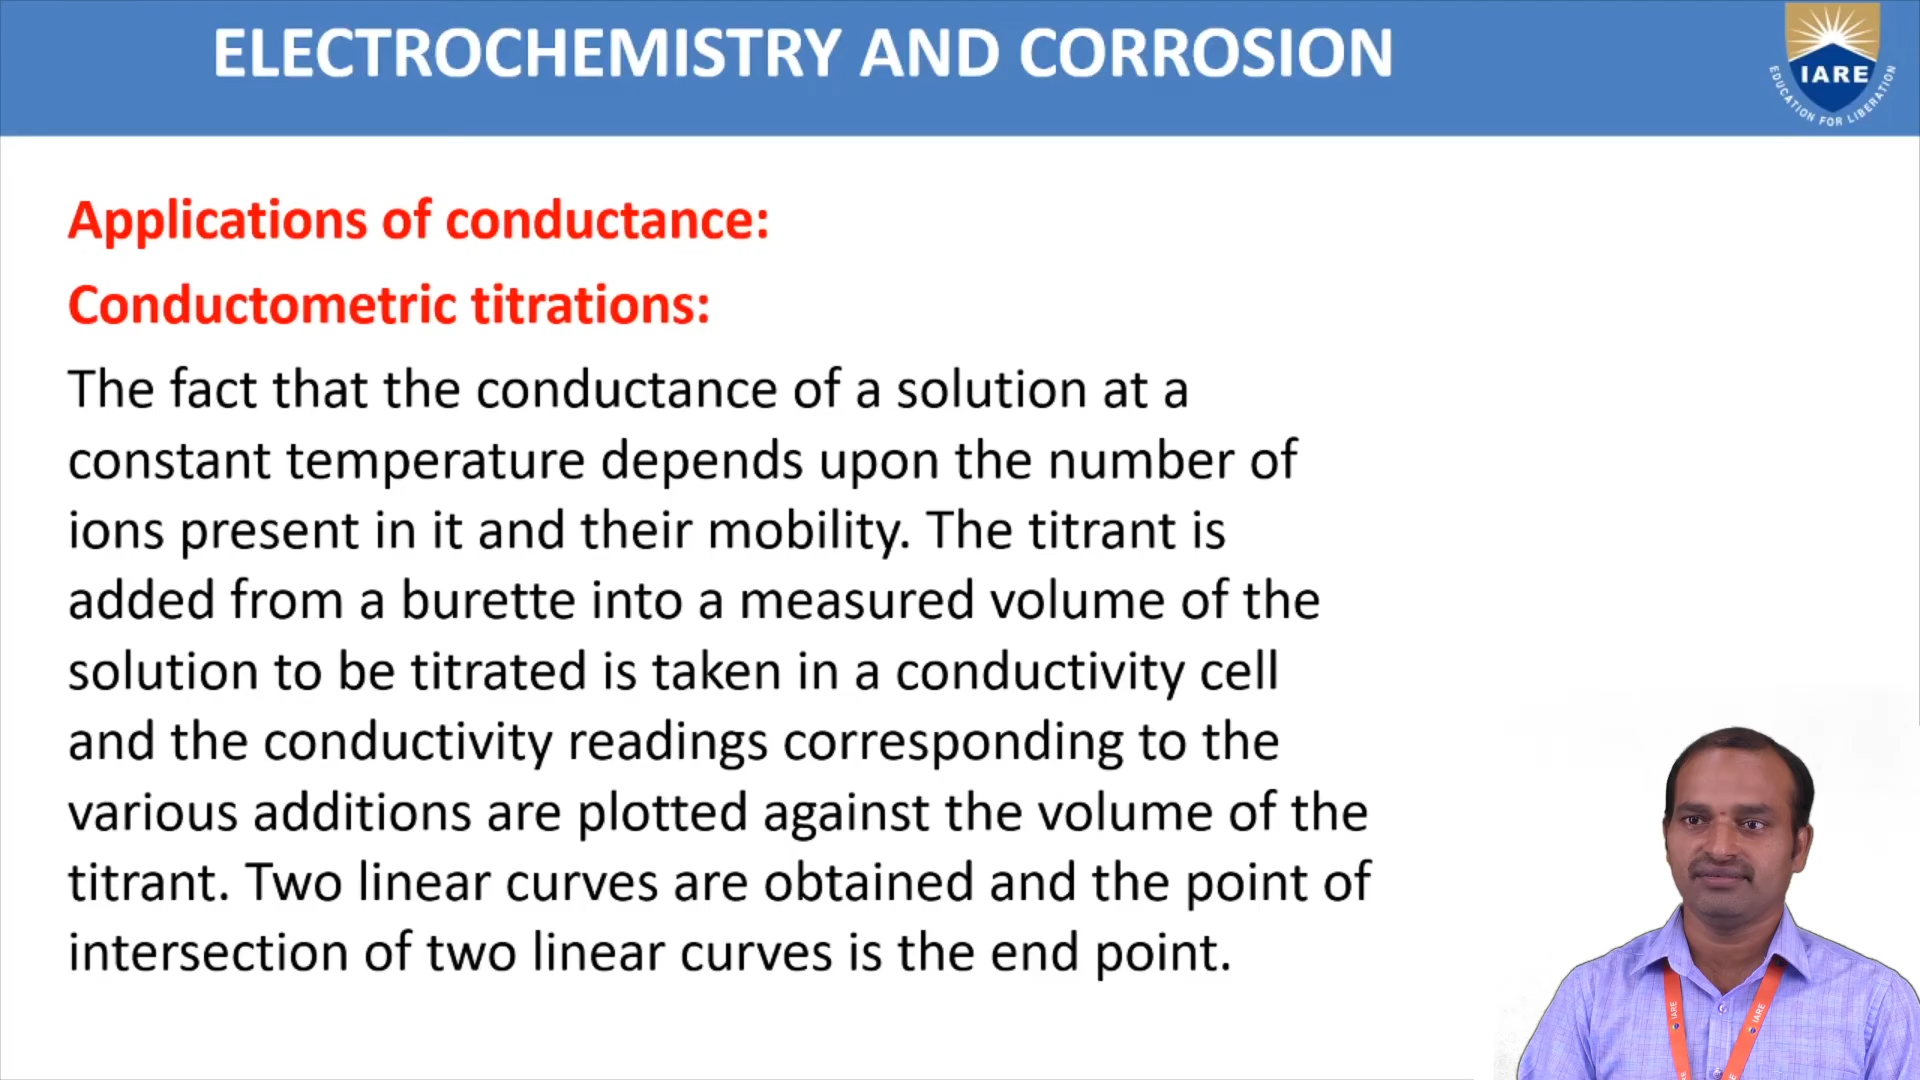 ELECTROCHEMISTRY AND CORROSION
IARE
EDUCATION FOR LIBERATION
Applications of conductance:
Conductometric titrations:
The fact that the conductance of a solution at a
constant temperature depends upon the number of
ions present in it and their mobility. The titrant is
added from a burette into a measured volume of the
solution to be titrated is taken in a conductivity cell
and the conductivity readings corresponding to the
various additions are plotted against the volume of the
titrant. Two linear curves are obtained and the point of
intersection of two linear curves is the end point.
IARE
IARE